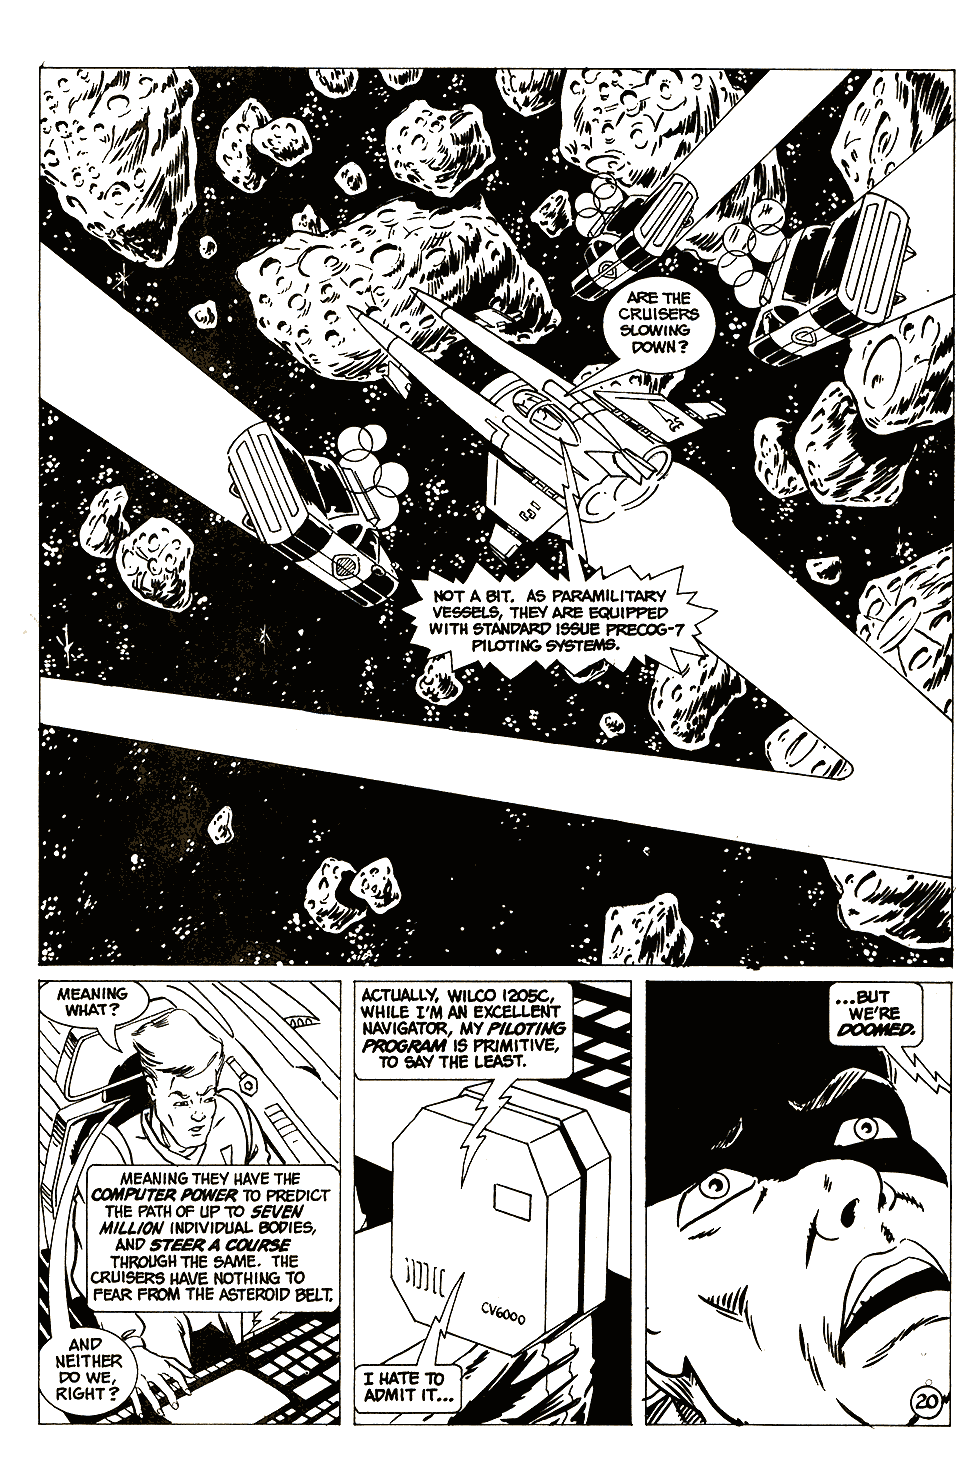 ARE THE
CRUISERS
SLOWING
DOWN?
NOT A BIT. AS PARAMILITARY
VESSELS, THEY ARE EQUIPPED
WITH STANDARD ISSUE PRECOG-7
PILOTING SYSTEMS.
MEANING
WHAT?
MEANING THEY HAVE THE
COMPUTER POWER TO PREDICT
THE PATH OF UP TO SEVEN
MILLION INDIVIDUAL BODIES,
AND STEER A COURSE
THROUGH THE SAME. THE
CRUISERS HAVE NOTHING TO
FEAR FROM THE ASTEROID BELT.
AND
NEITHER
DO WE,
RIGHT?
ACTUALLY, WILCO 1205C,
WHILE I'M AN EXCELLENT
NAVIGATOR, MY PILOTING
PROGRAM IS PRIMITIVE,
TO SAY THE LEAST.
CV6000
I HATE TO
ADMIT IT...
...BUT
WE'RE
DOOMED.
20